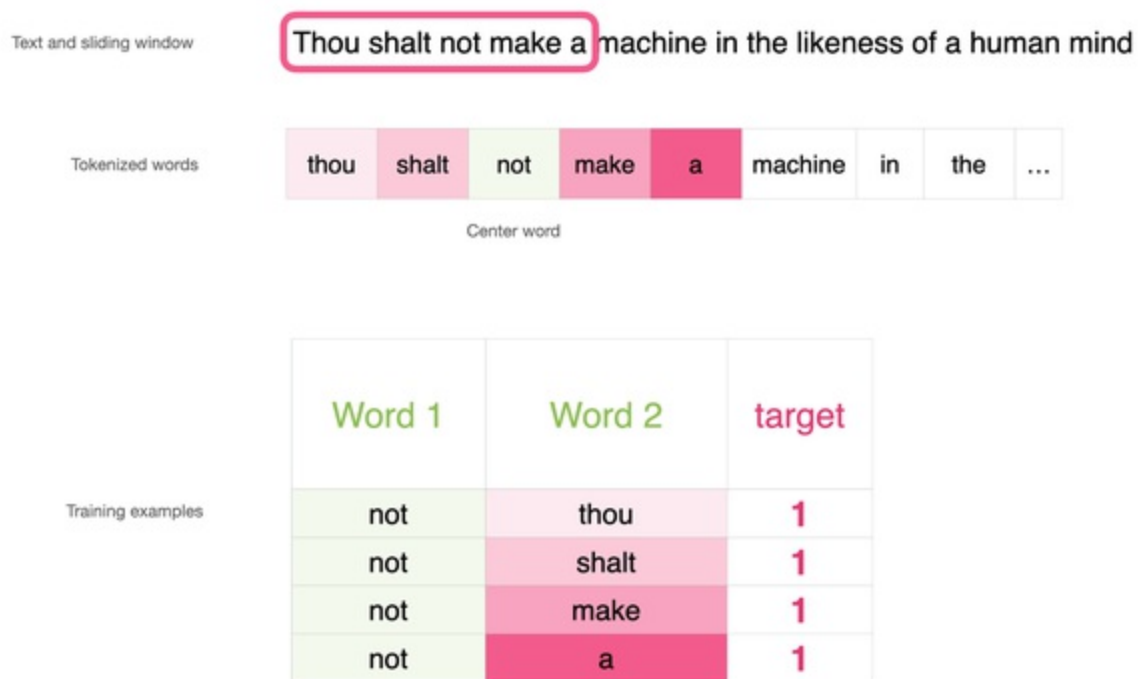 Text and sliding window
Thou shalt not make a machine in the likeness of a human mind
Tokenized words
thou shalt not make a machine in the ...
Center word
Word 1 Word 2 target
Training examples
not thou 1
not shalt 1
not make 1
not a 1